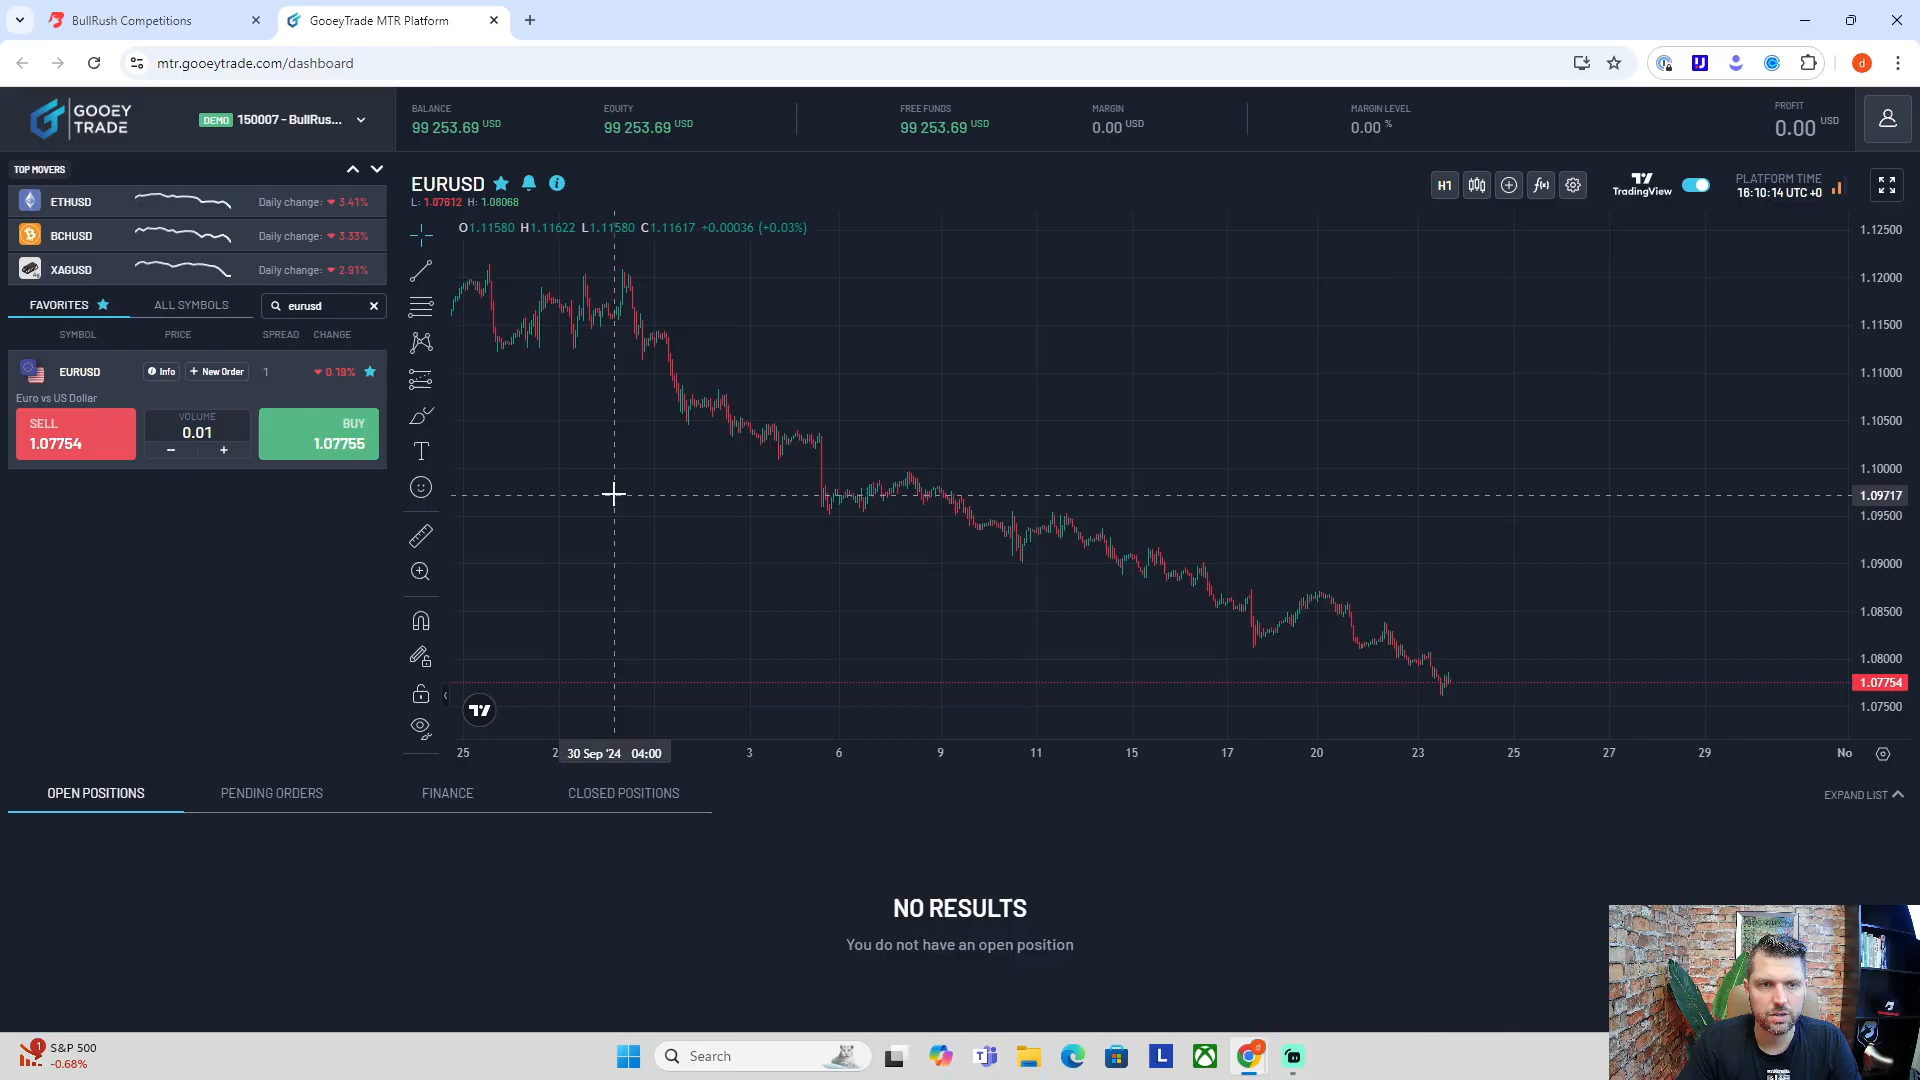 BullRush Competitions
GooeyTrade MTR Platform
mtr.gooeytrade.com/dashboard
d
GOOEY
TRADE
DEMO 150007 - BullRus...
BALANCE
99 253.69 USD
EQUITY
99 253.69 USD
FREE FUNDS
99 253.69 USD
MARGIN
0.00 USD
MARGIN LEVEL
0.00 %
PROFIT
0.00 USD
TOP MOVERS
ETHUSD Daily change: 3.41%
BCHUSD Daily change: 3.33%
XAGUSD Daily change: 2.91%
FAVORITES ALL SYMBOLS eurusd
SYMBOL PRICE SPREAD CHANGE
EURUSD Info + New Order 1 0.19%
Euro vs US Dollar
SELL
1.07754
VOLUME
0.01
BUY
1.07755
EURUSD
L: 1.07612 H: 1.08068
H1
TradingView
PLATFORM TIME
16:10:14 UTC +0
O1.11580 H1.11622 L1.11580 C1.11617 +0.00036 (+0.03%)
1.12500
1.12000
1.11500
1.11000
1.10500
1.10000
1.09717
1.09500
1.09000
1.08500
1.08000
1.07754
1.07500
25 2 30 Sep '24 04:00 3 6 9 11 15 17 20 23 25 27 29 No
OPEN POSITIONS PENDING ORDERS FINANCE CLOSED POSITIONS EXPAND LIST
NO RESULTS
You do not have an open position
1
S&P 500
-0.68%
Search
L